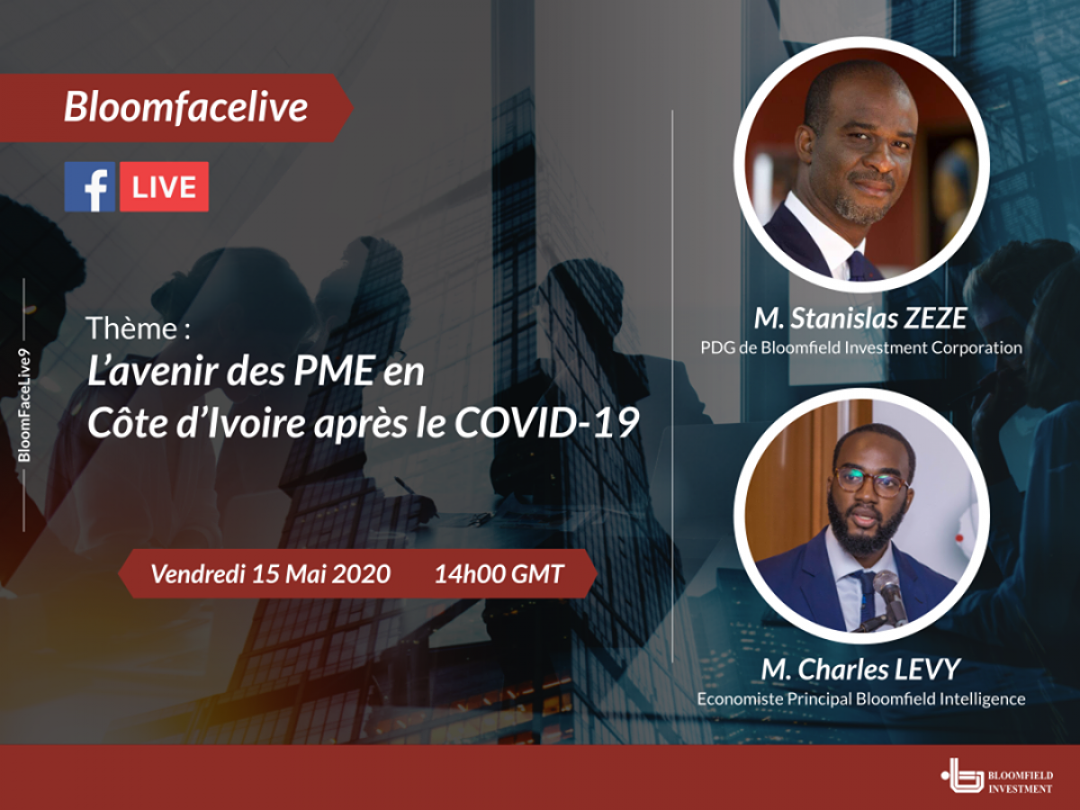 Bloomfacelive
f LIVE
BloomFaceLive9
Thème :
L'avenir des PME en
Côte d'Ivoire après le COVID-19
Vendredi 15 Mai 2020 14h00 GMT
M. Stanislas ZEZE
PDG de Bloomfield Investment Corporation
M. Charles LEVY
Economiste Principal Bloomfield Intelligence
BLOOMFIELD
INVESTMENT